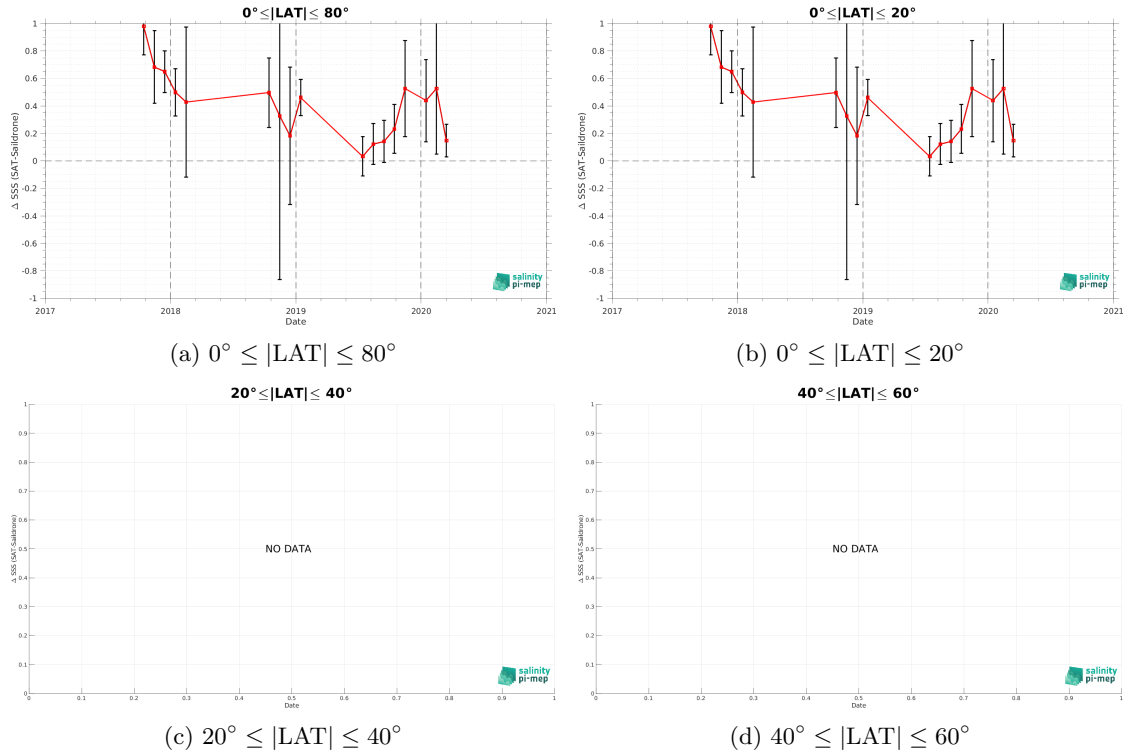 0°≤|LAT|≤ 80°
1
0.8
0.6
0.4
0.2
0
-0.2
-0.4
-0.6
-0.8
-1
Δ SSS (SAT-Saildrone)
2017
2018
2019
2020
2021
Date
salinity
pi-mep
(a) 0° ≤ |LAT| ≤ 80°
0°≤|LAT|≤ 20°
1
0.8
0.6
0.4
0.2
0
-0.2
-0.4
-0.6
-0.8
-1
Δ SSS (SAT-Saildrone)
2017
2018
2019
2020
2021
Date
salinity
pi-mep
(b) 0° ≤ |LAT| ≤ 20°
20°≤|LAT|≤ 40°
1
0.9
0.8
0.7
0.6
0.5
0.4
0.3
0.2
0.1
0
Δ SSS (SAT-Saildrone)
NO DATA
0
0.1
0.2
0.3
0.4
0.5
0.6
0.7
0.8
0.9
1
Date
salinity
pi-mep
(c) 20° ≤ |LAT| ≤ 40°
40°≤|LAT|≤ 60°
1
0.9
0.8
0.7
0.6
0.5
0.4
0.3
0.2
0.1
0
Δ SSS (SAT-Saildrone)
NO DATA
0
0.1
0.2
0.3
0.4
0.5
0.6
0.7
0.8
0.9
1
Date
salinity
pi-mep
(d) 40° ≤ |LAT| ≤ 60°